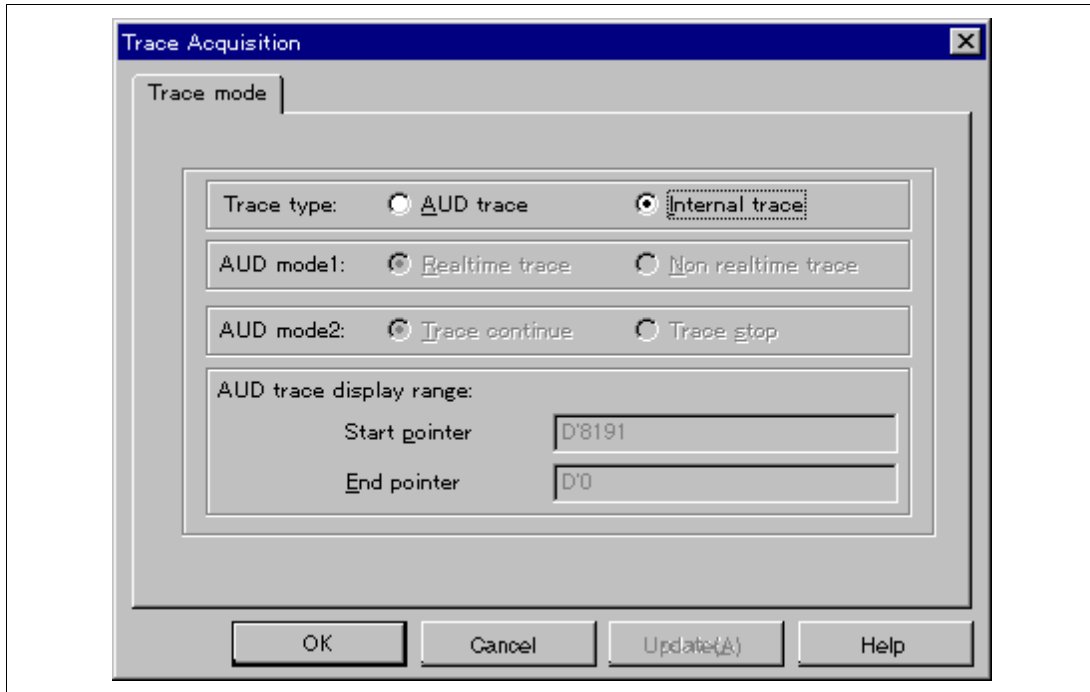 Trace Acquisition
Trace mode
Trace type: AUD trace Internal trace
AUD mode1: Realtime trace Non realtime trace
AUD mode2: Trace continue Trace stop
AUD trace display range:
Start pointer D'8191
End pointer D'0
OK Cancel Update(A) Help